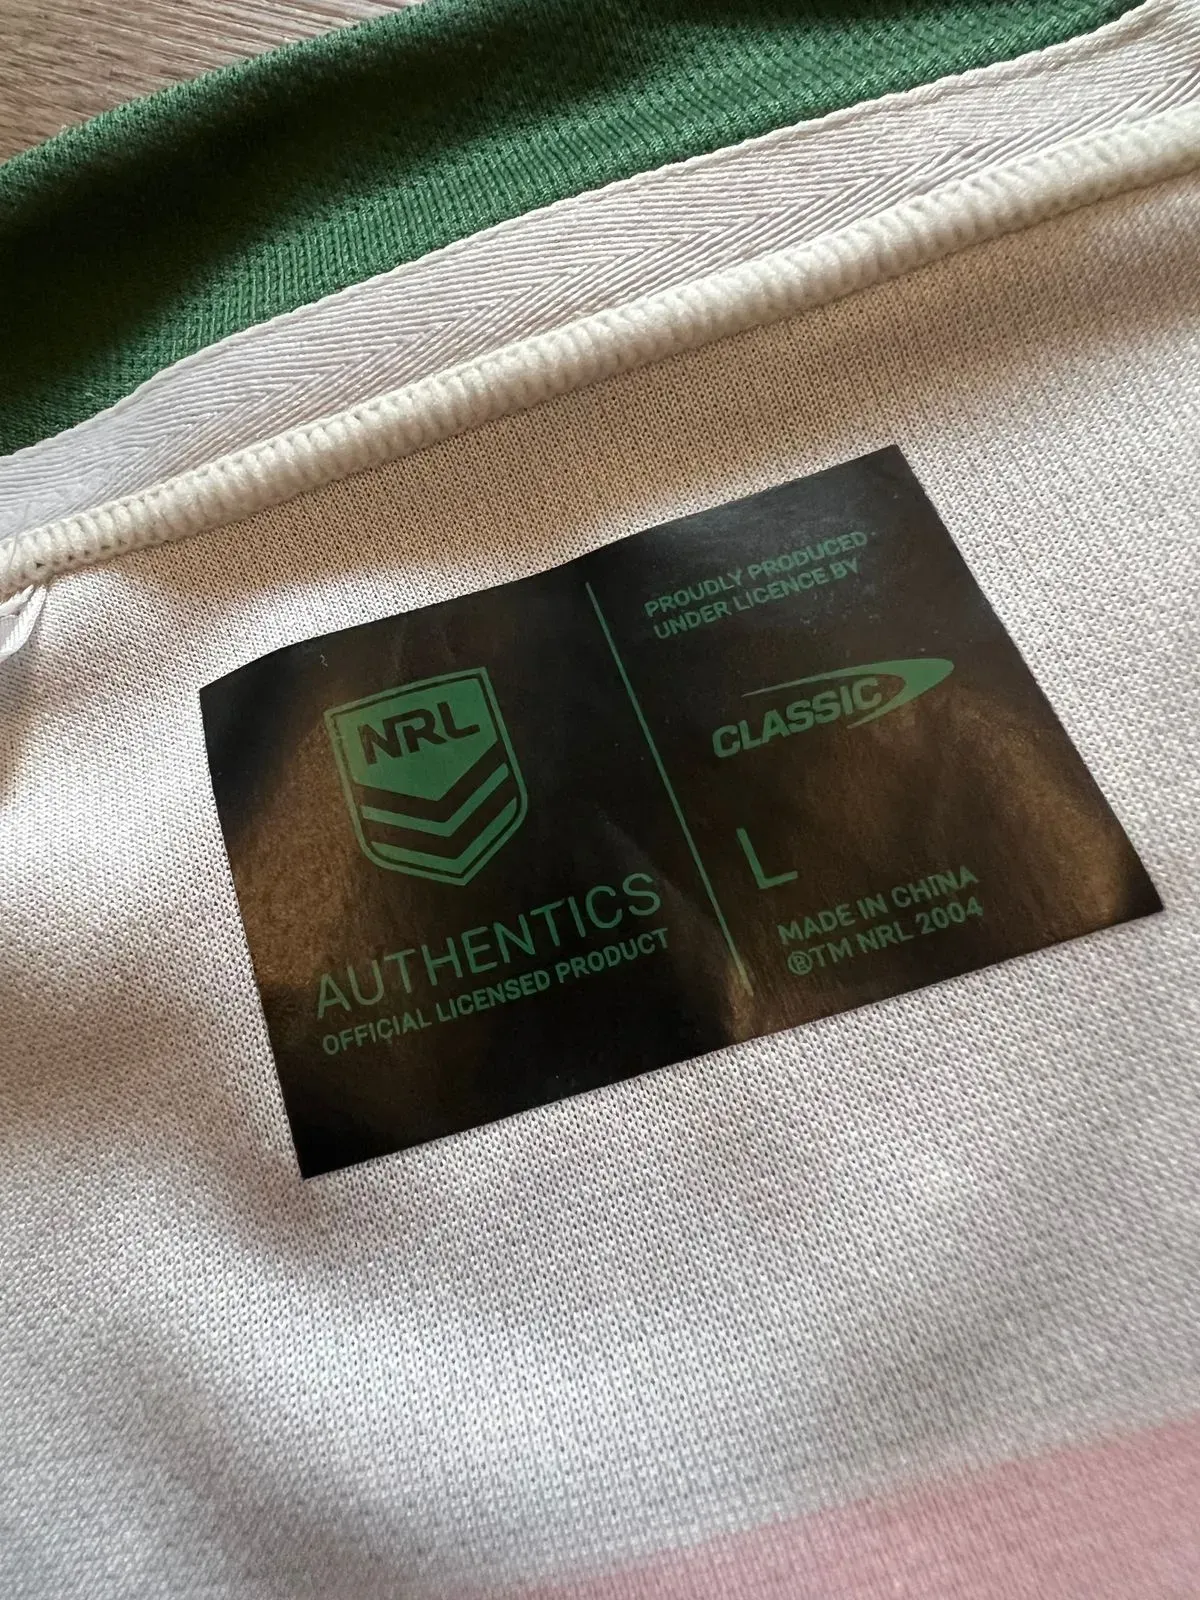 NRL
AUTHENTICS
OFFICIAL LICENSED PRODUCT
PROUDLY PRODUCED
UNDER LICENCE BY
CLASSIC
L
MADE IN CHINA
®TM NRL 2004